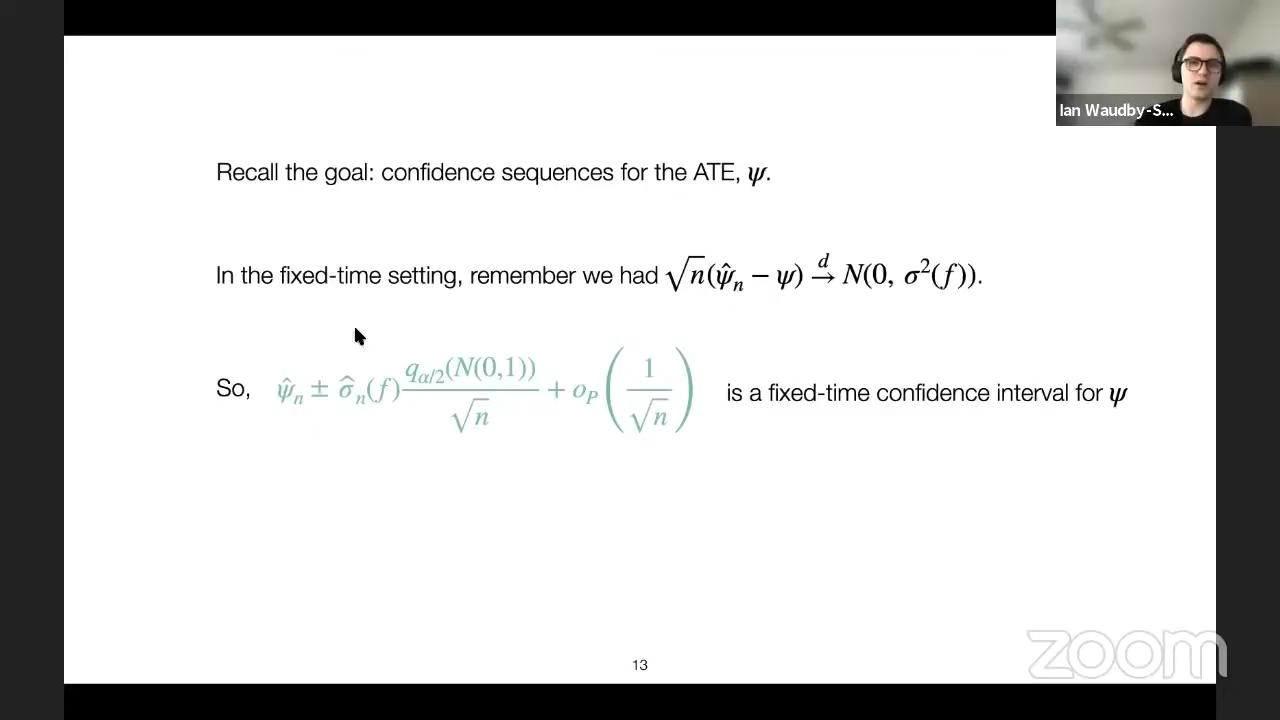 Ian Waudby-S...
Recall the goal: confidence sequences for the ATE, ψ.
In the fixed-time setting, remember we had √n(ψ̂ₙ − ψ) →ᵈ N(0, σ²(f)).
So, ψ̂ₙ ± σ̂ₙ(f) q_{α/2}(N(0,1))/√n + o_P(1/√n) is a fixed-time confidence interval for ψ
13
zoom